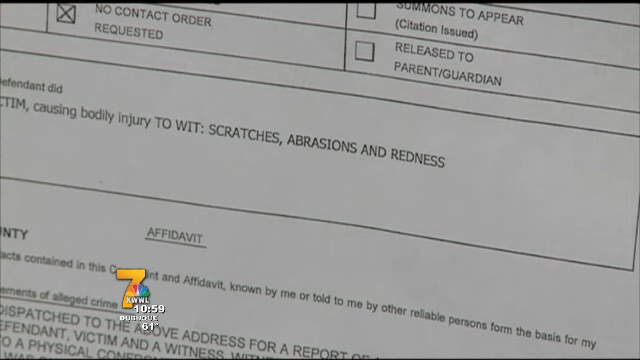 NO CONTACT ORDER
REQUESTED
SUMMONS TO APPEAR
(Citation Issued)
RELEASED TO
PARENT/GUARDIAN
efendant did
CTIM, causing bodily injury TO WIT: SCRATCHES, ABRASIONS AND REDNESS
UNTY
AFFIDAVIT
acts contained in this and Affidavit, known by me or told to me by other reliable persons form the basis for my
ements of alleged crime
DISPATCHED TO THE ABOVE ADDRESS FOR A REPORT OF
DEFENDANT, VICTIM AND A WITNESS.
TO A PHYSICAL
7
KWWL
10:59
DUBUQUE
61°